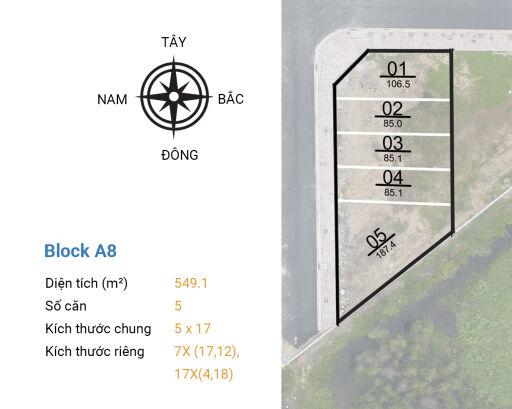 TÂY
NAM
BẮC
ĐÔNG
Block A8
Diện tích (m²) 549.1
Số căn 5
Kích thước chung 5 x 17
Kích thước riêng 7X (17,12),
17X(4,18)
01
106.5
02
85.0
03
85.1
04
85.1
05
187.4